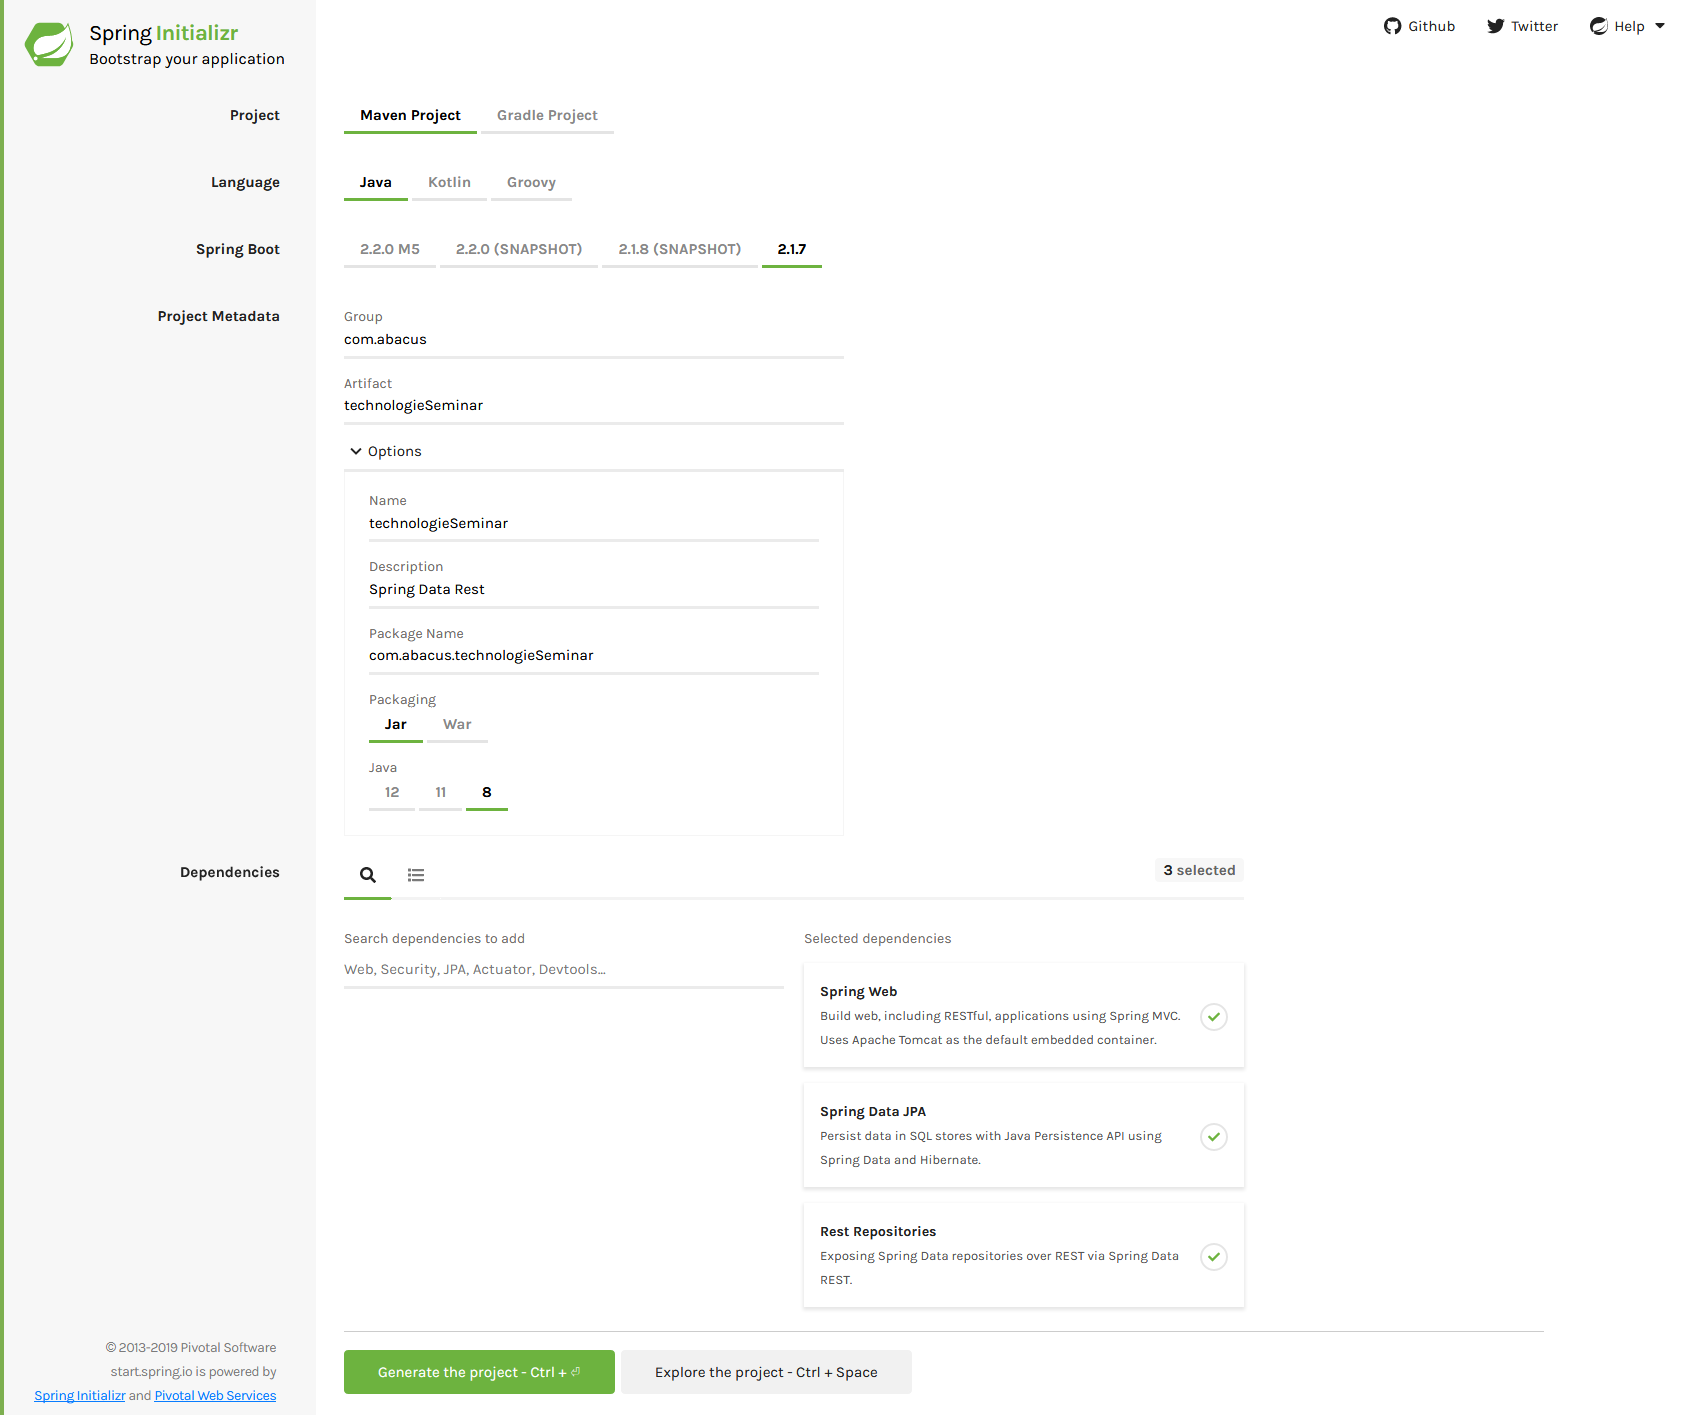 Spring Initializr
Bootstrap your application
Github
Twitter
Help
Project
Maven Project
Gradle Project
Language
Java
Kotlin
Groovy
Spring Boot
2.2.0 M5
2.2.0 (SNAPSHOT)
2.1.8 (SNAPSHOT)
2.1.7
Project Metadata
Group
com.abacus
Artifact
technologieSeminar
Options
Name
technologieSeminar
Description
Spring Data Rest
Package Name
com.abacus.technologieSeminar
Packaging
Jar
War
Java
12
11
8
Dependencies
3 selected
Search dependencies to add
Web, Security, JPA, Actuator, Devtools...
Selected dependencies
Spring Web
Build web, including RESTful, applications using Spring MVC.
Uses Apache Tomcat as the default embedded container.
Spring Data JPA
Persist data in SQL stores with Java Persistence API using
Spring Data and Hibernate.
Rest Repositories
Exposing Spring Data repositories over REST via Spring Data
REST.
© 2013-2019 Pivotal Software
start.spring.io is powered by
Spring Initializr and Pivotal Web Services
Generate the project - Ctrl + ⏎
Explore the project - Ctrl + Space